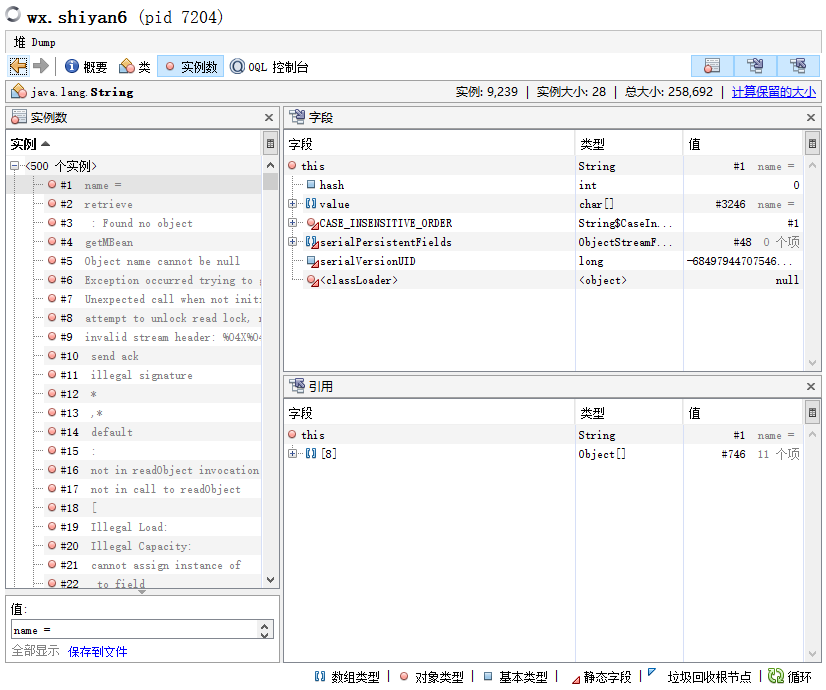 wx.shiyan6 (pid 7204)
堆 Dump
概要 类 实例数 OQL 控制台
java.lang.String 实例: 9,239 | 实例大小: 28 | 总大小: 258,692 | 计算保留的大小
实例数
实例
<500 个实例>
#1 name =
#2 retrieve
#3 : Found no object
#4 getMBean
#5 Object name cannot be null
#6 Exception occurred trying to
#7 Unexpected call when not init
#8 attempt to unlock read lock,
#9 invalid stream header: %04X%04
#10 send ack
#11 illegal signature
#12 *
#13 ,*
#14 default
#15 :
#16 not in readObject invocation
#17 not in call to readObject
#18 [
#19 Illegal Load:
#20 Illegal Capacity:
#21 cannot assign instance of
#22 to field
值:
name =
全部显示 保存到文件
字段
字段 类型 值
this String #1 name =
hash int 0
value char[] #3246 name =
CASE_INSENSITIVE_ORDER String$CaseIn... #1
serialPersistentFields ObjectStreamF... #48 0 个项
serialVersionUID long -68497944707546...
<classLoader> <object> null
引用
字段 类型 值
this String #1 name =
[8] Object[] #746 11 个项
数组类型 | 对象类型 | 基本类型 | 静态字段 | 垃圾回收根节点 | 循环